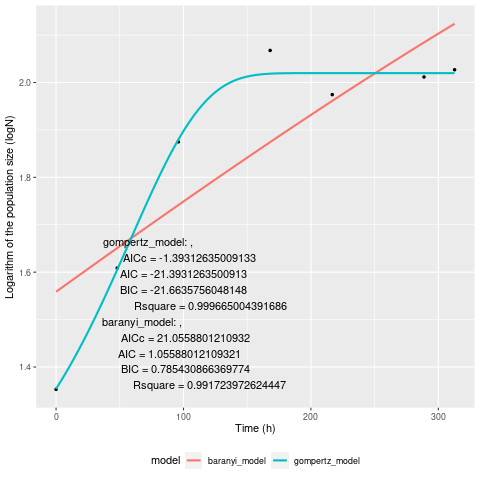 Logarithm of the population size (logN)
2.0
1.8
1.6
1.4
gompertz_model: ,
AICc = -1.39312635009133
AIC = -21.3931263500913
BIC = -21.6635756048148
Rsquare = 0.999665004391686
baranyi_model: ,
AICc = 21.0558801210932
AIC = 1.05588012109321
BIC = 0.785430866369774
Rsquare = 0.991723972624447
0 100 200 300
Time (h)
model baranyi_model gompertz_model